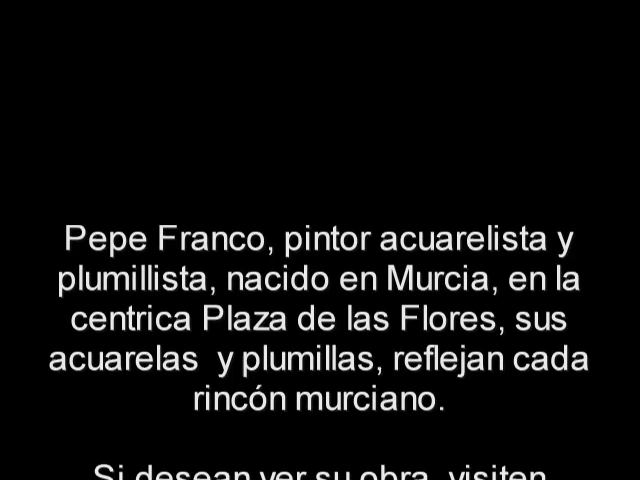 Pepe Franco, pintor acuarelista y
plumillista, nacido en Murcia, en la
centrica Plaza de las Flores, sus
acuarelas  y plumillas, reflejan cada
rincón murciano.
Si desean ver su obra, visiten